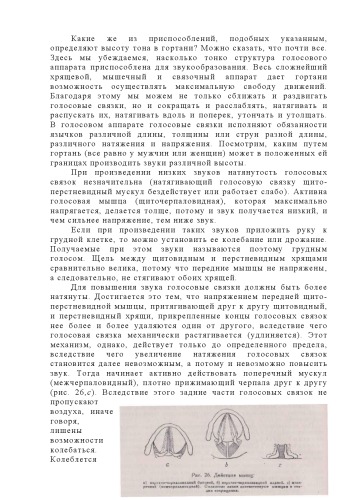 Какие же из приспособлений, подобных указанным,
определяют высоту тона в гортани? Можно сказать, что почти все.
Здесь мы убеждаемся, насколько тонко структура голосового
аппарата приспособлена для звукообразования. Весь сложнейший
хрящевой, мышечный и связочный аппарат дает гортани
возможность осуществлять максимальную свободу движений.
Благодаря этому мы можем не только сближать и раздвигать
голосовые связки, но и сокращать и расслаблять, натягивать и
распускать их, натягивать вдоль и поперек, утончать и утолщать.
В голосовом аппарате голосовые связки исполняют обязанности
язычков различной длины, толщины или струн разной длины,
различного натяжения и напряжения. Посмотрим, каким путем
гортань (все равно у мужчин или женщин) может в положенных ей
границах производить звуки различной высоты.
При произведении низких звуков натянутость голосовых
связок незначительна (натягивающий голосовую связку щито-
перстневидный мускул бездействует или работает слабо). Активна
голосовая мышца (щиточерпаловидная), которая максимально
напрягается, делается толще, потому и звук получается низкий, и
чем сильнее напряжение, тем ниже звук.
Если при произведении таких звуков приложить руку к
грудной клетке, то можно установить ее колебание или дрожание.
Получаемые при этом звуки называются поэтому грудным
голосом. Щель между щитовидным и перстневидным хрящами
сравнительно велика, потому что передние мышцы не напряжены,
а следовательно, не стягивают обоих хрящей.
Для повышения звука голосовые связки должны быть более
натянуты. Достигается это тем, что напряжением передней щито-
перстневидной мышцы, притягивающей друг к другу щитовидный,
и перстневидный хрящи, прикрепленные концы голосовых связок
нее более и более удаляются один от другого, вследствие чего
голосовая связка механически растягивается (удлиняется). Этот
механизм, однако, действует только до определенного предела,
вследствие чего увеличение натяжения голосовых связок
становится далее невозможным, а потому и невозможно повысить
звук. Тогда начинает активно действовать поперечный мускул
(межчерпаловидный), плотно прижимающий черпала друг к другу
(рис. 26,с). Вследствие этого задние части голосовых связок не
пропускают
воздуха, иначе
говоря,
лишены
возможности
колебаться.
Колеблется
a b c
Рис. 26. Действие мышц: